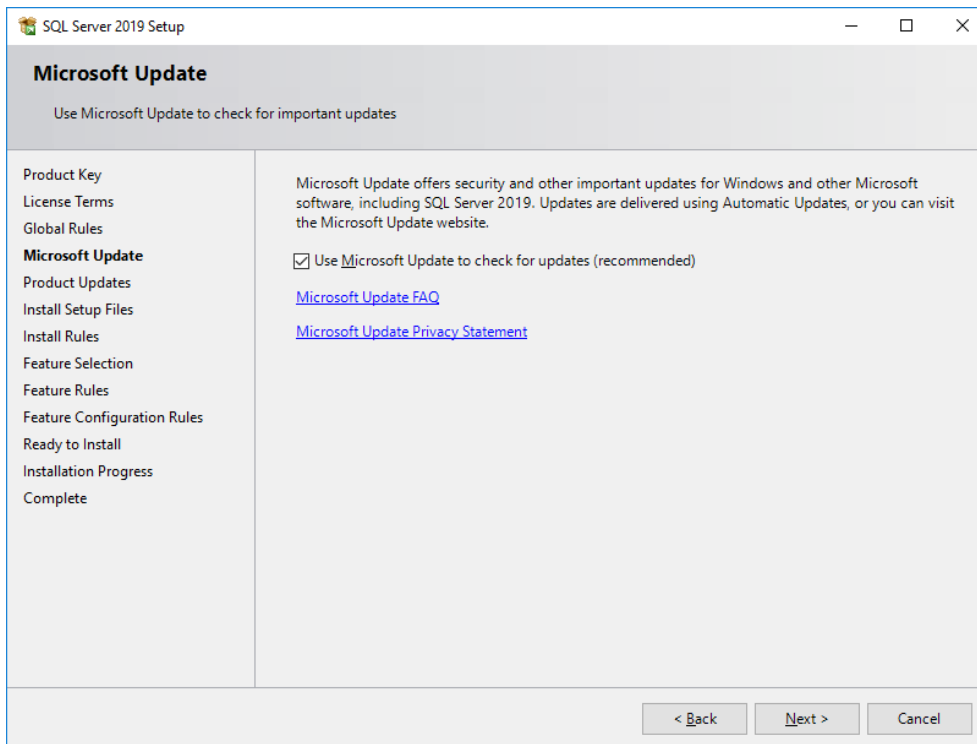 SQL Server 2019 Setup
Microsoft Update
Use Microsoft Update to check for important updates
Product Key
License Terms
Global Rules
Microsoft Update
Product Updates
Install Setup Files
Install Rules
Feature Selection
Feature Rules
Feature Configuration Rules
Ready to Install
Installation Progress
Complete
Microsoft Update offers security and other important updates for Windows and other Microsoft
software, including SQL Server 2019. Updates are delivered using Automatic Updates, or you can visit
the Microsoft Update website.
Use Microsoft Update to check for updates (recommended)
Microsoft Update FAQ
Microsoft Update Privacy Statement
< Back Next > Cancel